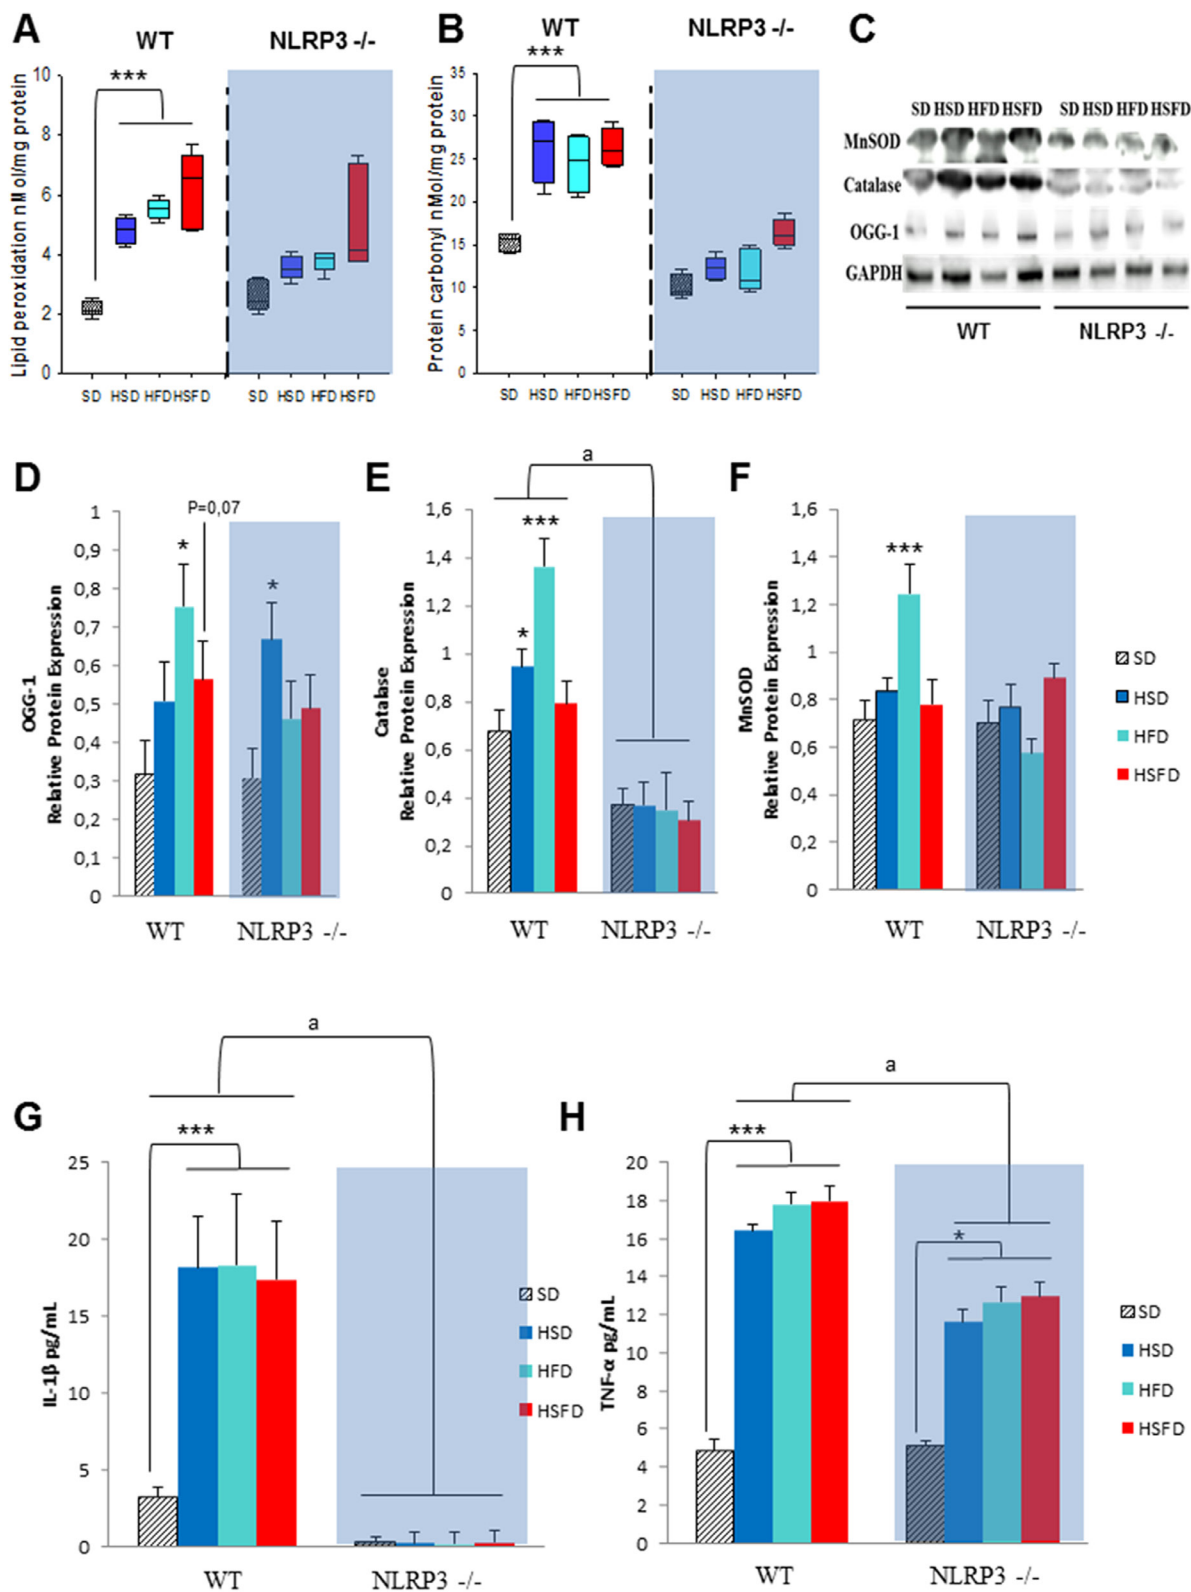 A
WT
NLRP3 -/-
***
Lipid peroxidation nMol/mg protein
10
8
6
4
2
0
SD HSD HFD HSFD
SD HSD HFD HSFD
B
WT
NLRP3 -/-
***
Protein carbonyl nMol/mg protein
35
30
25
20
15
10
5
0
SD HSD HFD HSFD
SD HSD HFD HSFD
C
SD HSD HFD HSFD
SD HSD HFD HSFD
MnSOD
Catalase
OGG-1
GAPDH
WT
NLRP3 -/-
D
P=0,07
*
*
OGG-1
Relative Protein Expression
1
0,9
0,8
0,7
0,6
0,5
0,4
0,3
0,2
0,1
0
WT
NLRP3 -/-
E
a
***
*
Catalase
Relative Protein Expression
1,6
1,4
1,2
1
0,8
0,6
0,4
0,2
0
WT
NLRP3 -/-
F
***
MnSOD
Relative Protein Expression
1,6
1,4
1,2
1
0,8
0,6
0,4
0,2
0
WT
NLRP3 -/-
SD
HSD
HFD
HSFD
G
a
***
IL-1β pg/mL
25
20
15
10
5
0
WT
NLRP3 -/-
SD
HSD
HFD
HSFD
H
a
***
*
TNF-α pg/mL
20
18
16
14
12
10
8
6
4
2
0
WT
NLRP3 -/-
SD
HSD
HFD
HSFD